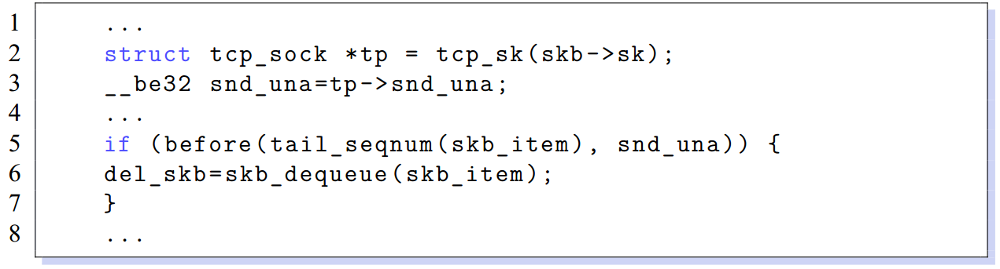 1 ...
2 struct tcp_sock *tp = tcp_sk(skb->sk);
3 __be32 snd_una=tp->snd_una;
4 ...
5 if (before(tail_seqnum(skb_item), snd_una)) {
6 del_skb=skb_dequeue(skb_item);
7 }
8 ...